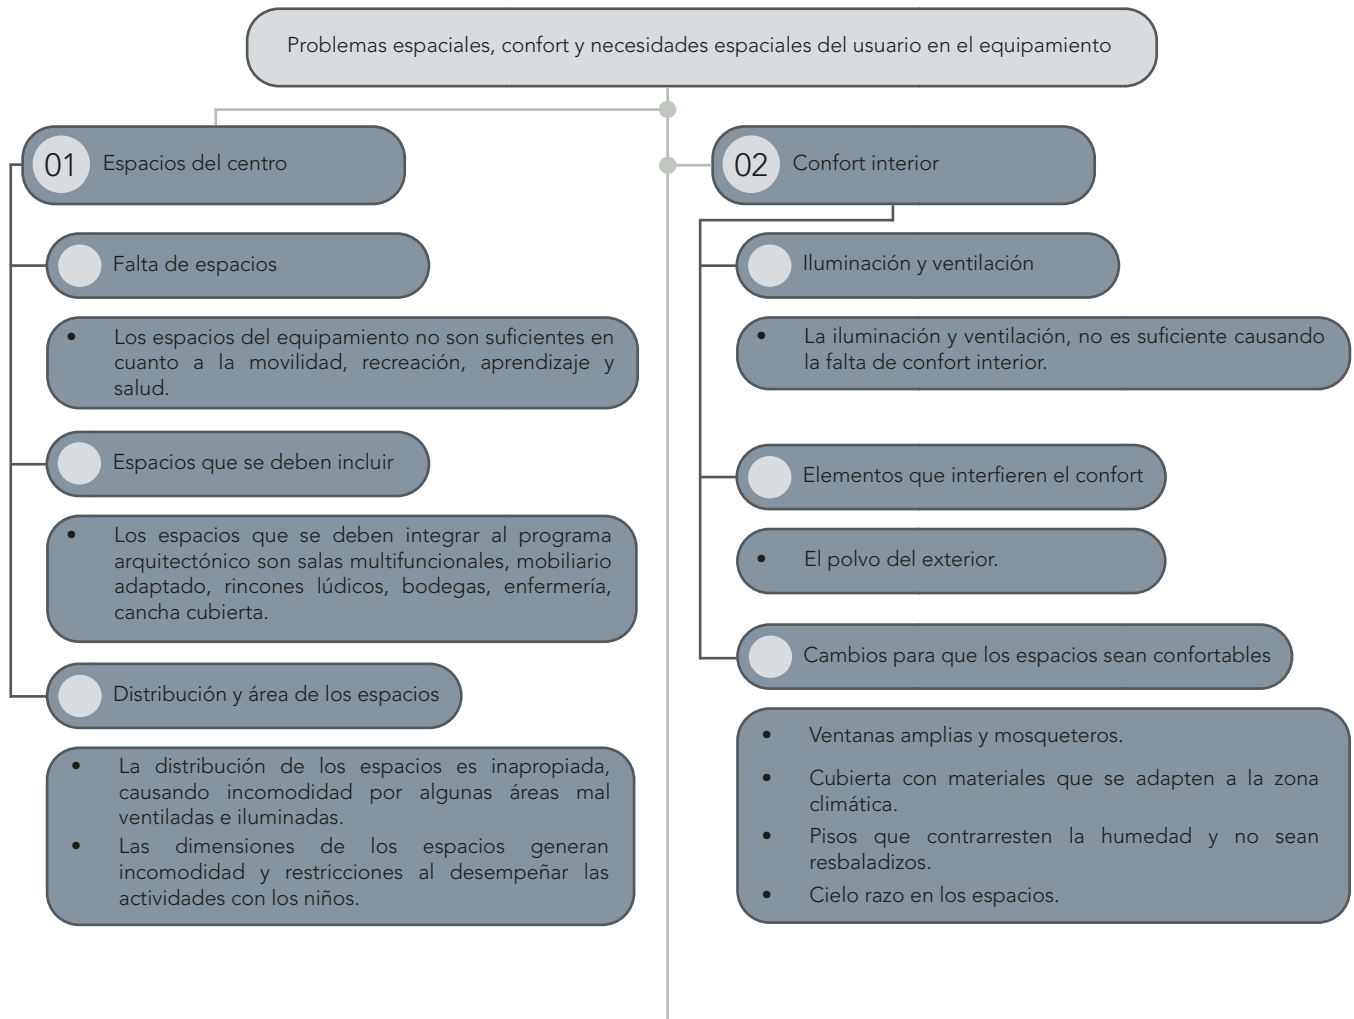 Problemas espaciales, confort y necesidades espaciales del usuario en el equipamiento
01 Espacios del centro
Falta de espacios
• Los espacios del equipamiento no son suficientes en
cuanto a la movilidad, recreación, aprendizaje y
salud.
Espacios que se deben incluir
• Los espacios que se deben integrar al programa
arquitectónico son salas multifuncionales, mobiliario
adaptado, rincones lúdicos, bodegas, enfermería,
cancha cubierta.
Distribución y área de los espacios
• La distribución de los espacios es inapropiada,
causando incomodidad por algunas áreas mal
ventiladas e iluminadas.
• Las dimensiones de los espacios generan
incomodidad y restricciones al desempeñar las
actividades con los niños.
02 Confort interior
Iluminación y ventilación
• La iluminación y ventilación, no es suficiente causando
la falta de confort interior.
Elementos que interfieren el confort
• El polvo del exterior.
Cambios para que los espacios sean confortables
• Ventanas amplias y mosqueteros.
• Cubierta con materiales que se adapten a la zona
climática.
• Pisos que contrarresten la humedad y no sean
resbaladizos.
• Cielo razo en los espacios.